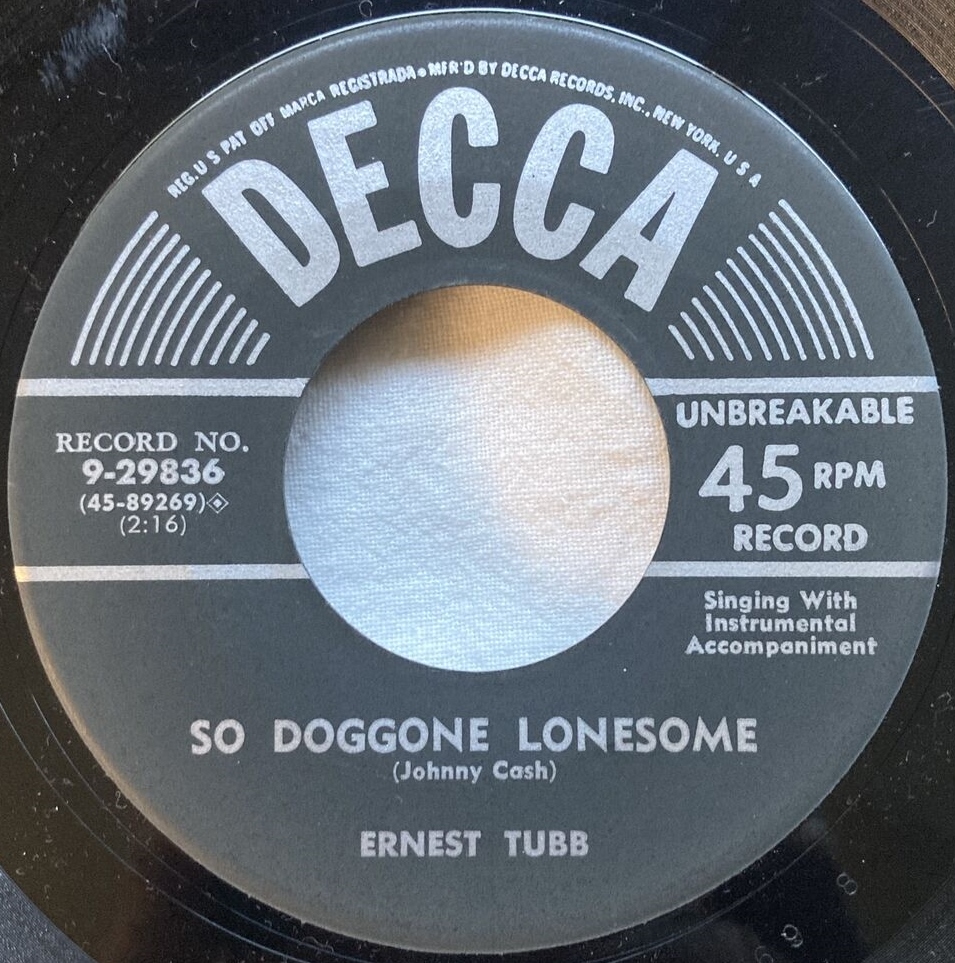 REG. U S PAT OFF MARCA REGISTRADA • MFR'D BY DECCA RECORDS, INC., NEW YORK, U S A
DECCA
RECORD NO.
9-29836
(45-89269)
(2:16)
UNBREAKABLE
45 RPM
RECORD
Singing With
Instrumental
Accompaniment
SO DOGGONE LONESOME
(Johnny Cash)
ERNEST TUBB